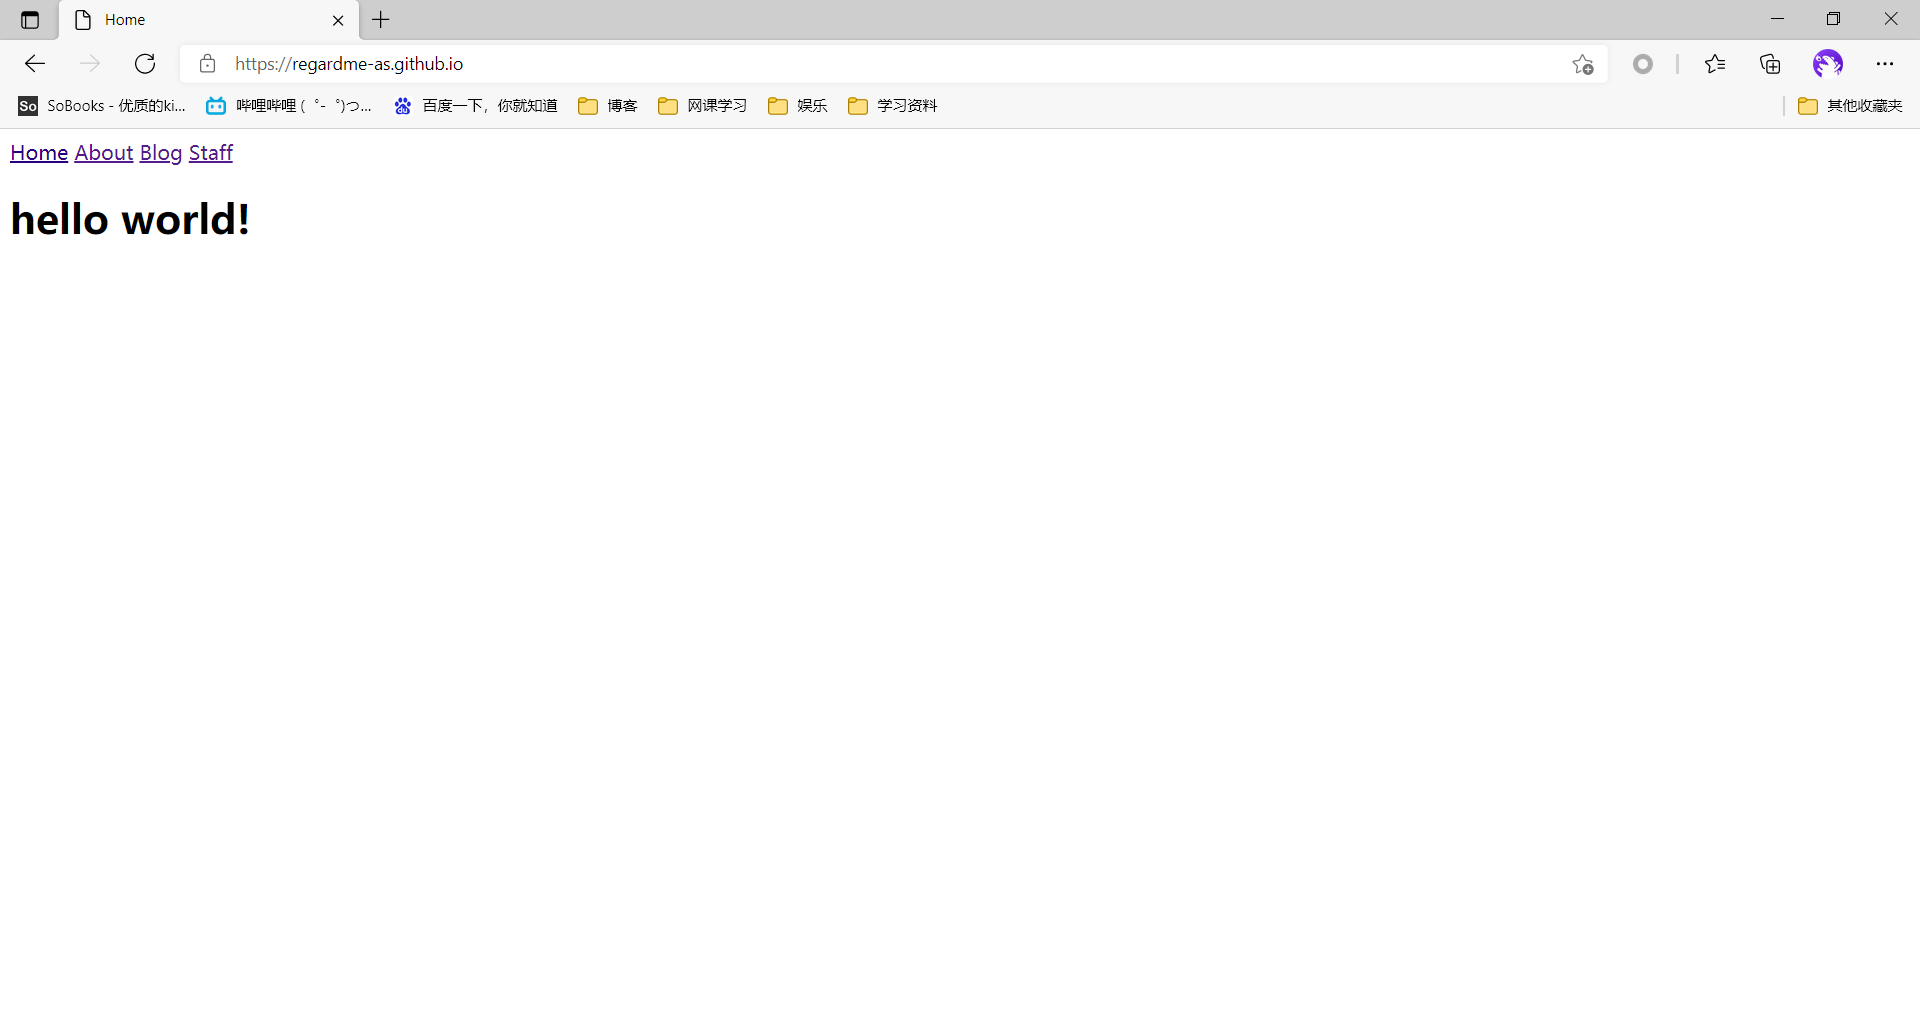 Home
https://regardme-as.github.io
So SoBooks - 优质的ki... 哔哩哔哩 ( ゜- ゜)つ... 百度一下，你就知道 博客 网课学习 娱乐 学习资料 其他收藏夹
Home About Blog Staff
hello world!